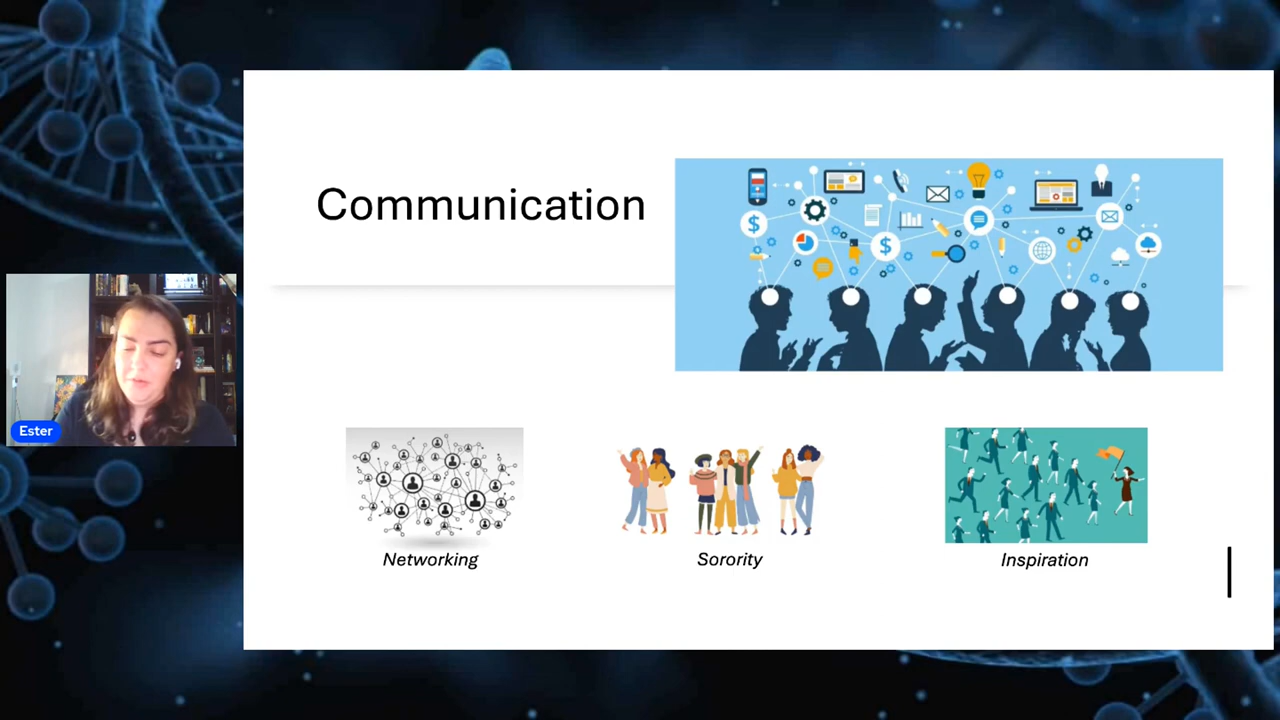 Communication
$
$
Ester
Networking
Sorority
Inspiration